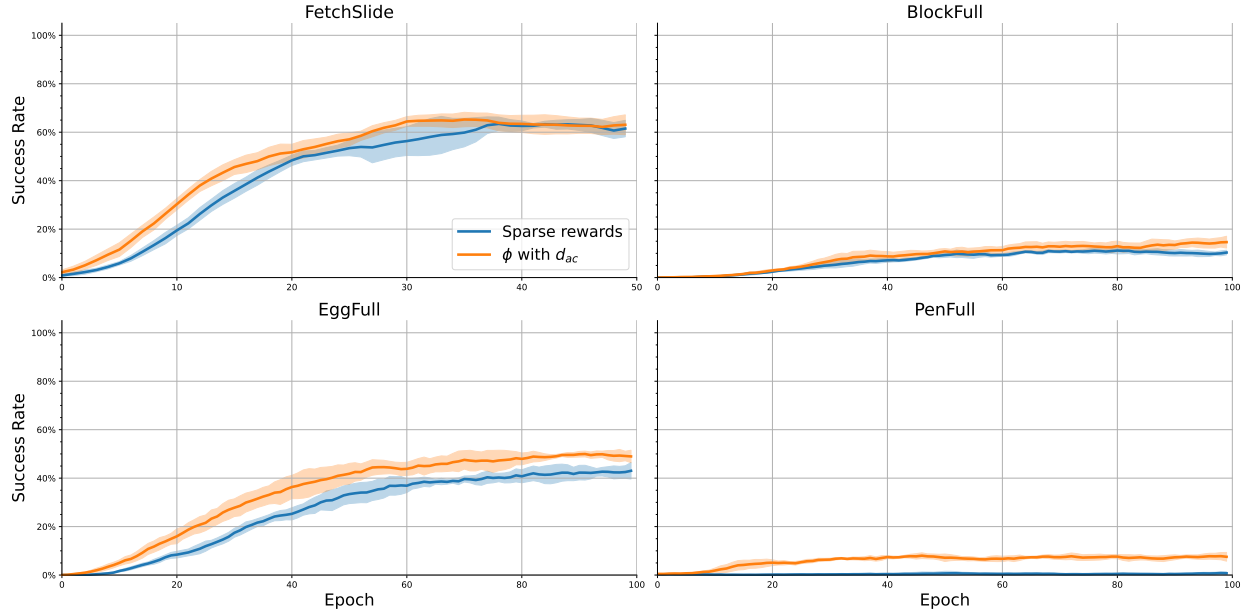 FetchSlide
BlockFull
Success Rate
100%
80%
60%
40%
20%
0%
0 10 20 30 40 50
Sparse rewards
ϕ with d_ac
0 20 40 60 80 100
EggFull
PenFull
Success Rate
100%
80%
60%
40%
20%
0%
0 20 40 60 80 100
0 20 40 60 80 100
Epoch
Epoch